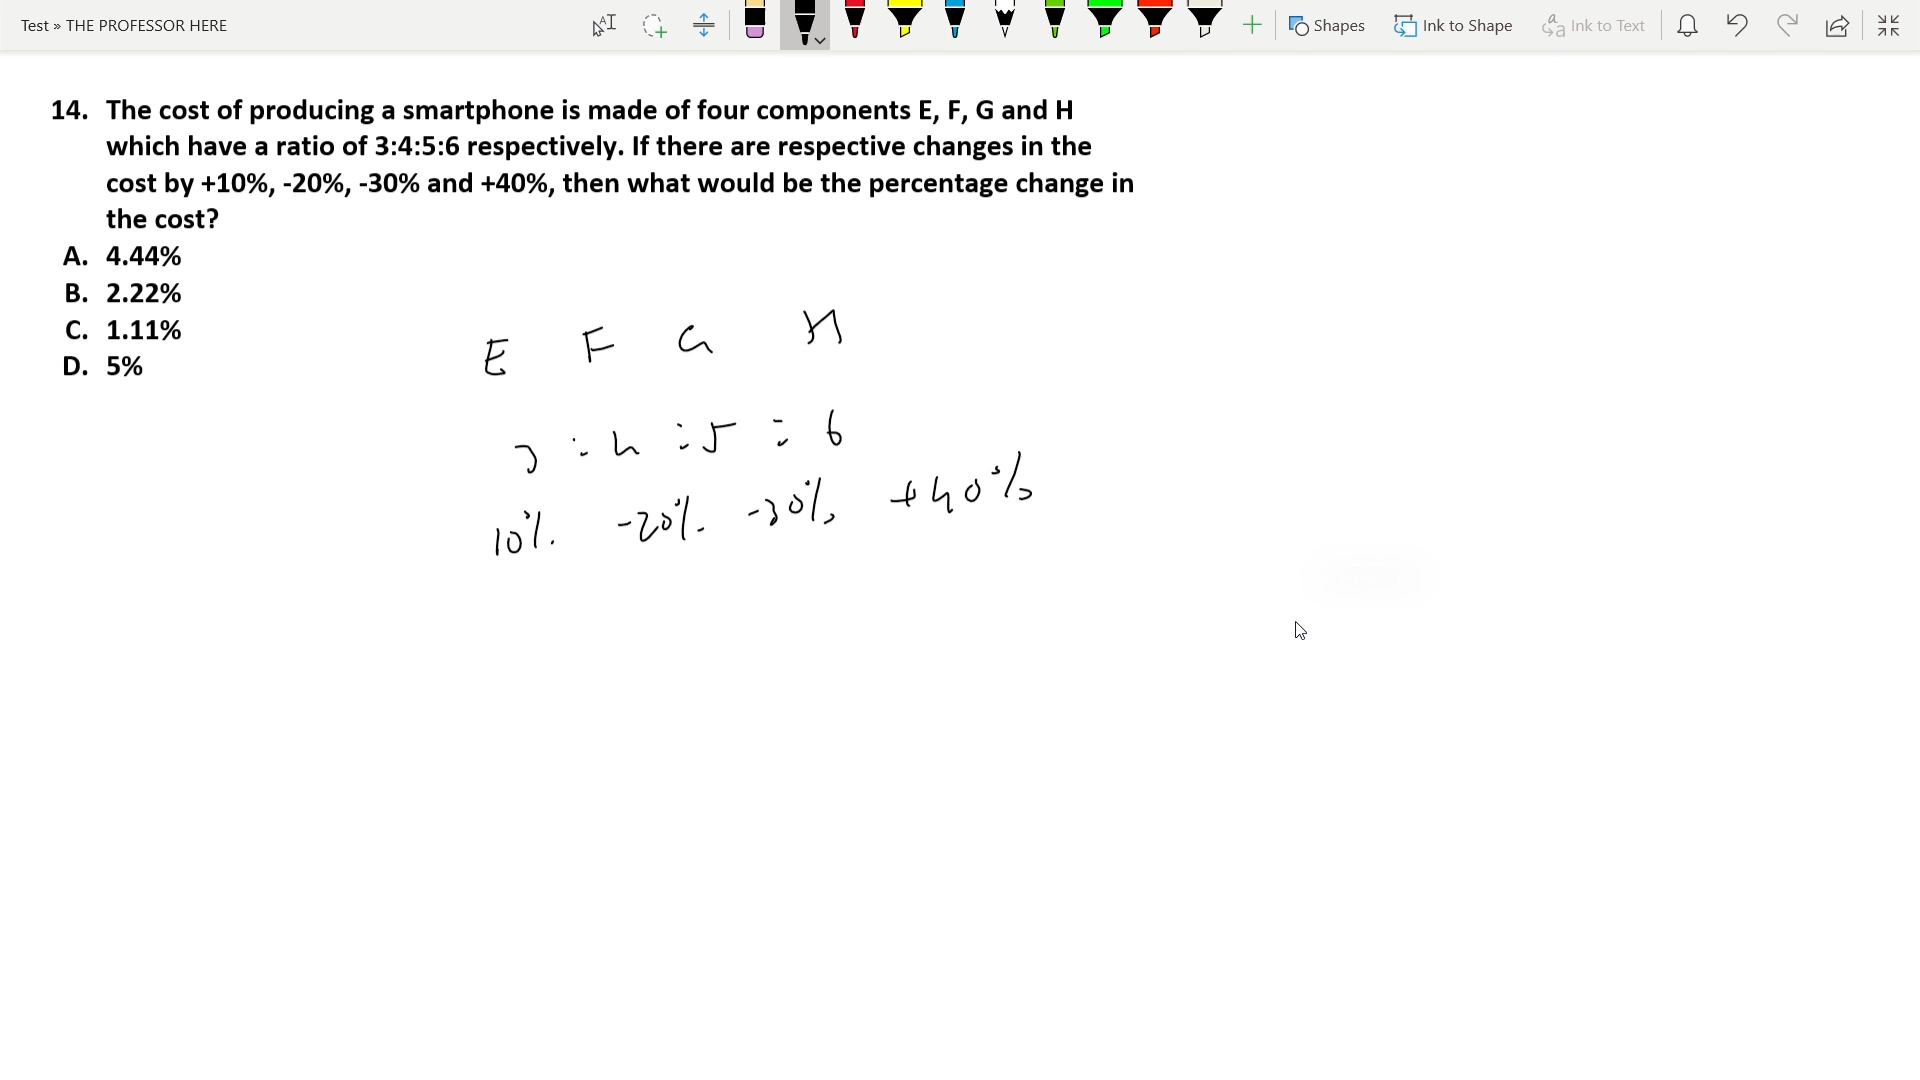 Test » THE PROFESSOR HERE
Shapes
Ink to Shape
Ink to Text
14. The cost of producing a smartphone is made of four components E, F, G and H
which have a ratio of 3:4:5:6 respectively. If there are respective changes in the
cost by +10%, -20%, -30% and +40%, then what would be the percentage change in
the cost?
A. 4.44%
B. 2.22%
C. 1.11%
D. 5%
E F G H
3 : 4 : 5 : 6
10% -20% -30% +40%